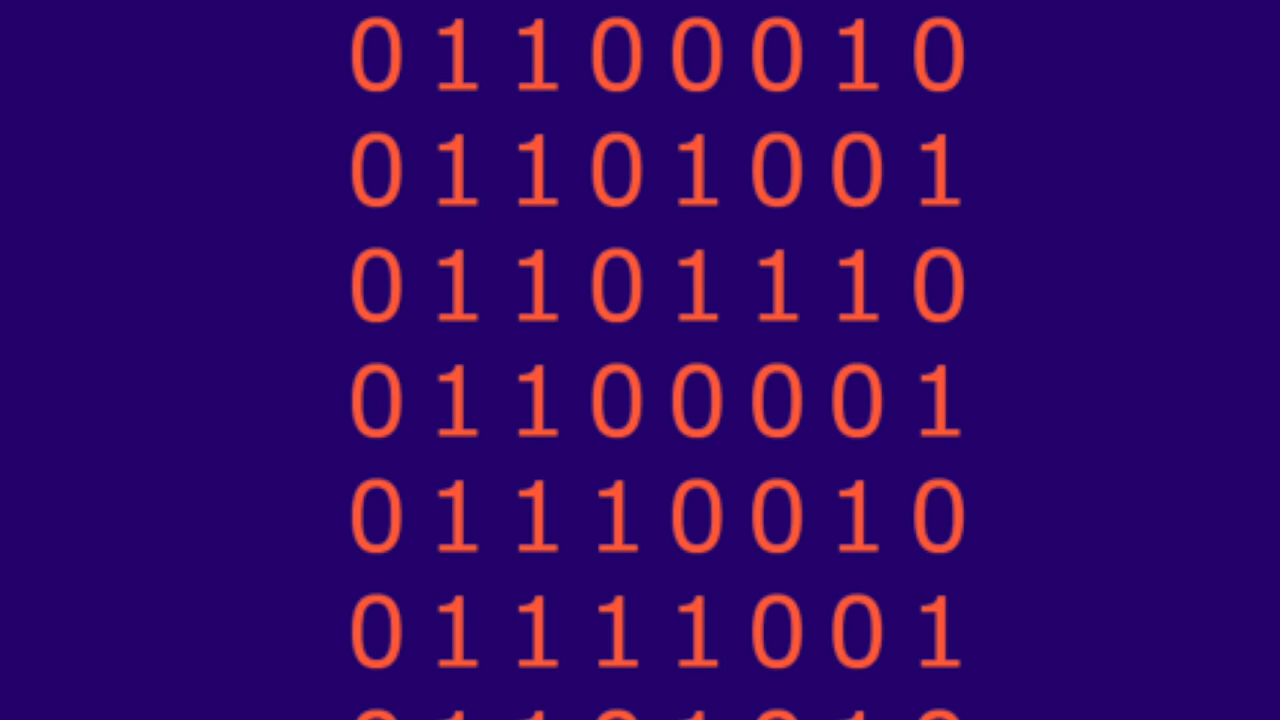 0 1 1 0 0 0 1 0
0 1 1 0 1 0 0 1
0 1 1 0 1 1 1 0
0 1 1 0 0 0 0 1
0 1 1 1 0 0 1 0
0 1 1 1 1 0 0 1